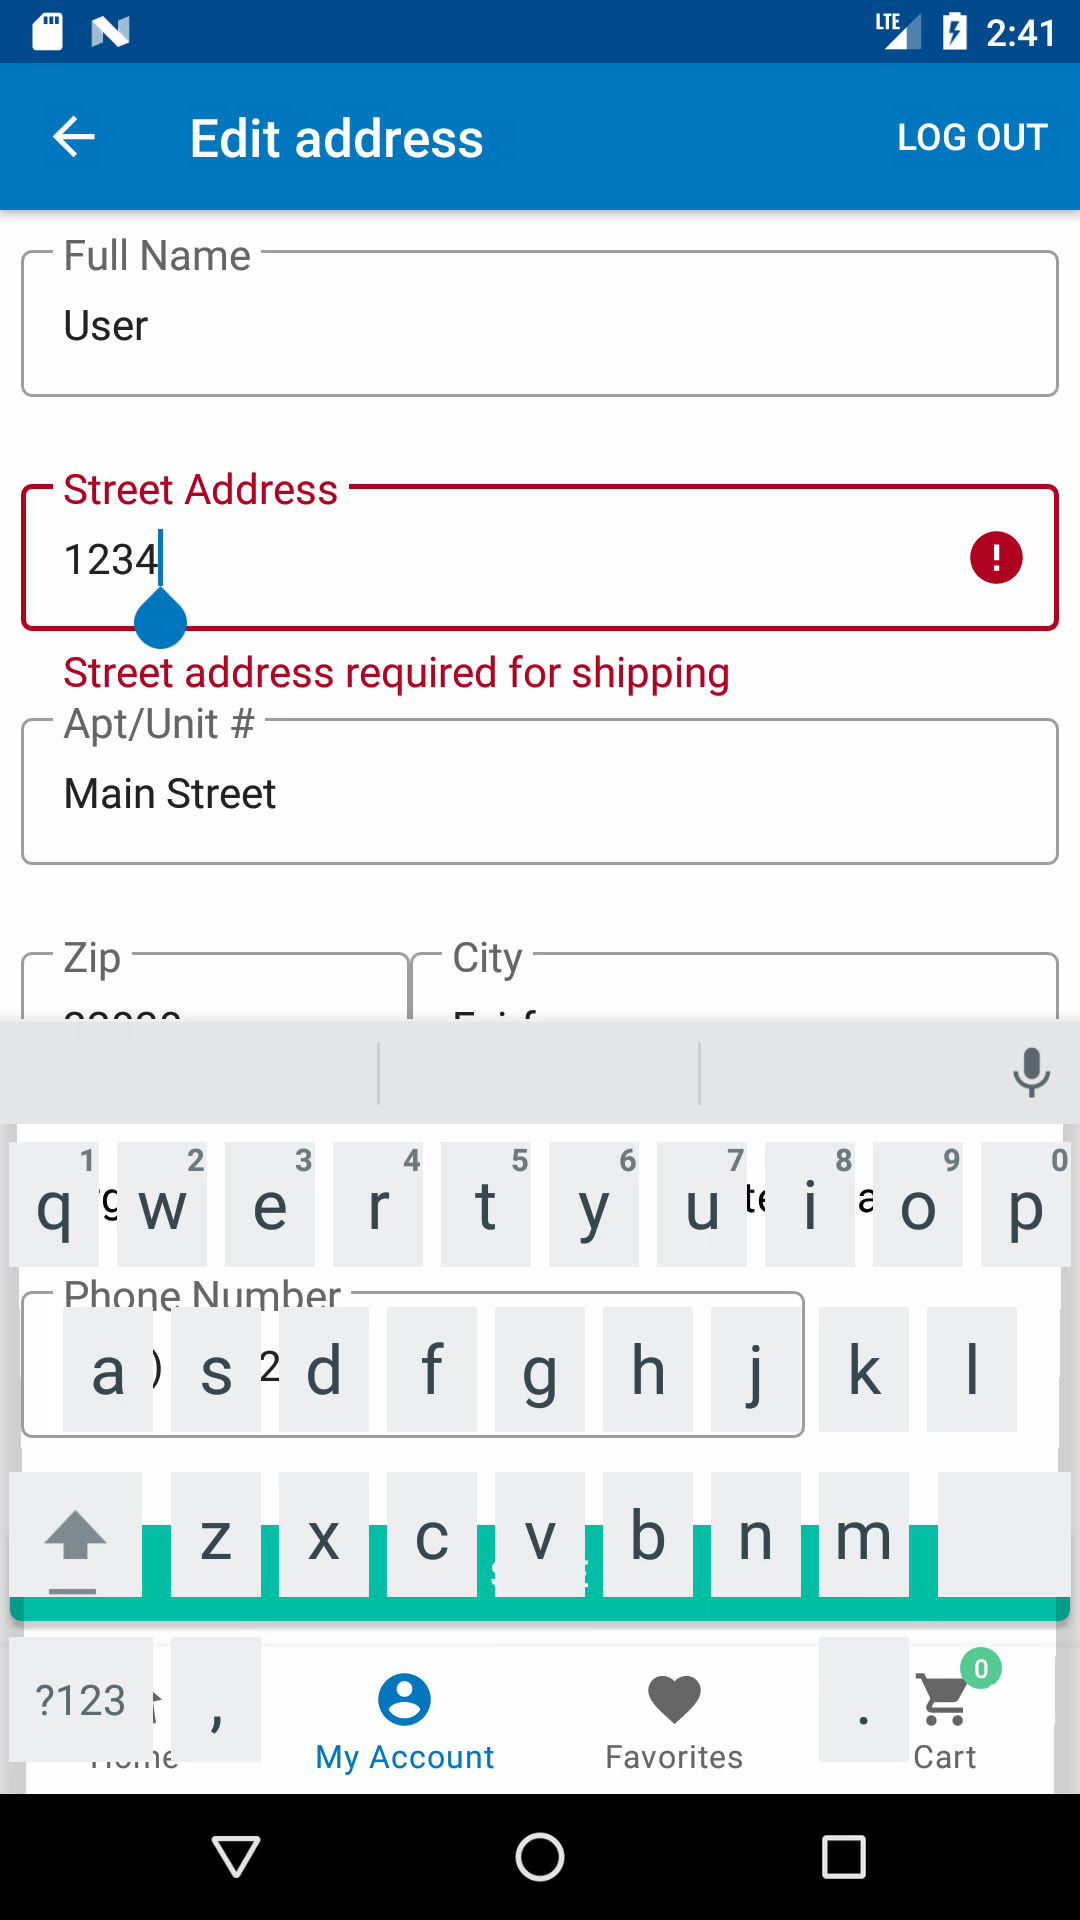 LTE 2:41
Edit address LOG OUT
Full Name
User
Street Address
1234
!
Street address required for shipping
Apt/Unit #
Main Street
Zip City
1 2 3 4 5 6 7 8 9 0
q w e r t y u i o p
Phone Number
a s d f g h j k l
z x c v b n m
?123 , .
0
Home My Account Favorites Cart